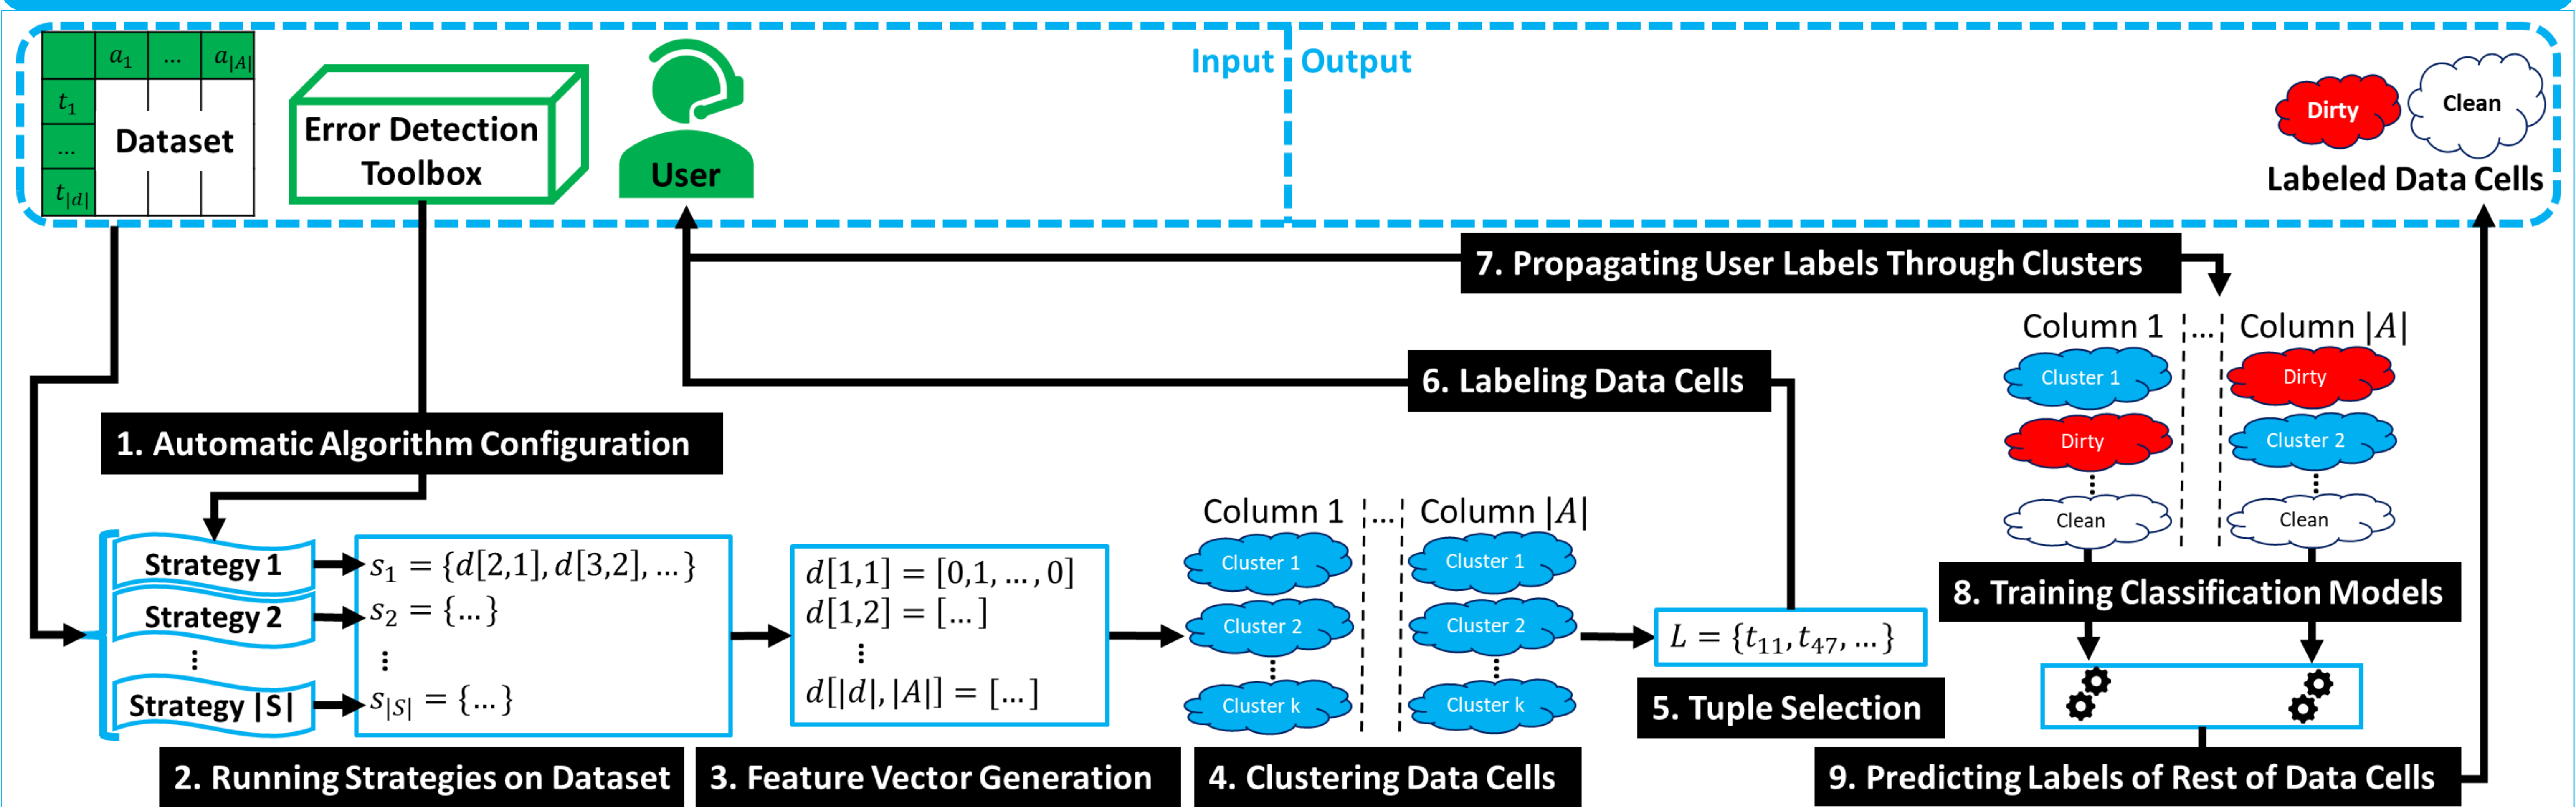 a₁ … a|A|
t₁
…
t|d|
Dataset
Error Detection
Toolbox
User
Input
Output
Dirty
Clean
Labeled Data Cells
7. Propagating User Labels Through Clusters
6. Labeling Data Cells
1. Automatic Algorithm Configuration
Strategy 1
Strategy 2
⋮
Strategy |S|
s₁ = {d[2,1], d[3,2], … }
s₂ = {…}
⋮
s|S| = {…}
2. Running Strategies on Dataset
d[1,1] = [0,1, … , 0]
d[1,2] = […]
⋮
d[|d|, |A|] = […]
3. Feature Vector Generation
Column 1 … Column |A|
Cluster 1 Cluster 1
Cluster 2 Cluster 2
⋮ ⋮
Cluster k Cluster k
4. Clustering Data Cells
L = {t₁₁, t₄₇, … }
5. Tuple Selection
Column 1 … Column |A|
Cluster 1 Dirty
Dirty Cluster 2
⋮ ⋮
Clean Clean
8. Training Classification Models
9. Predicting Labels of Rest of Data Cells